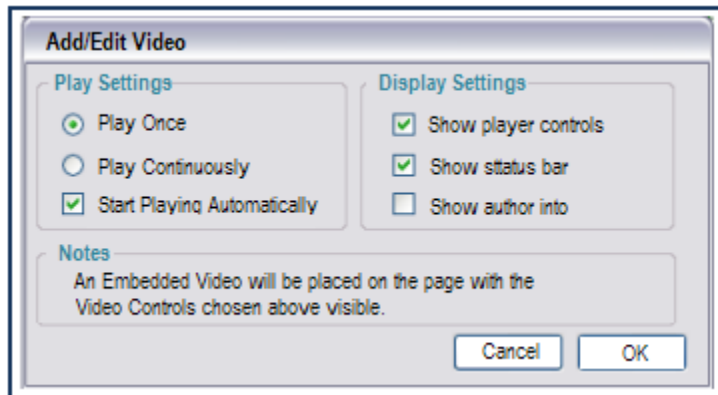 Add/Edit Video
Play Settings
Play Once
Play Continuously
Start Playing Automatically
Display Settings
Show player controls
Show sttatus bar
Show author into
Notes
An Embedded Video will be placed on the page with the
Video Controls chosen above visible.
Cancel
OK